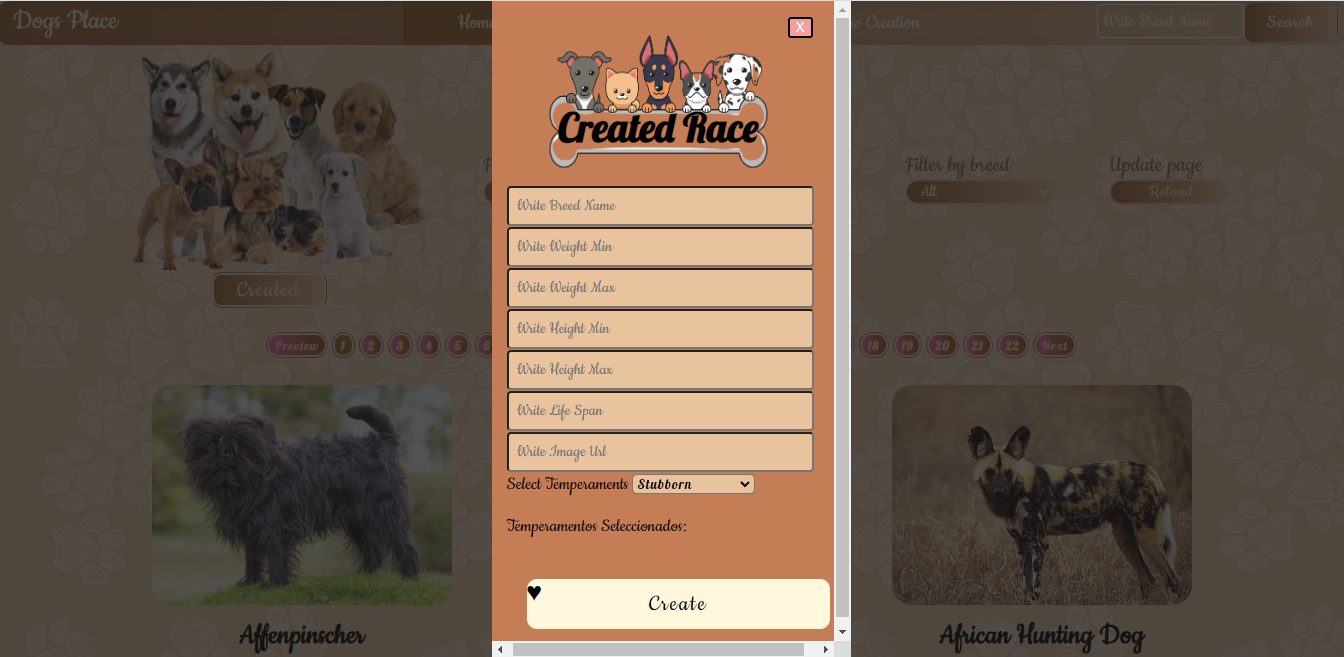 Dogs Place
Home
Creation
Write Breed Name
Search
X
Created Race
Filter by breed
All
Update page
Reload
Created
Write Breed Name
Write Weight Min
Write Weight Max
Write Height Min
Write Height Max
Write Life Span
Write Image Url
Select Temperaments Stubborn
Temperamentos Seleccionados:
♥ Create
Preview 1 2 3 4 5 6
18 19 20 21 22 Next
Affenpinscher
African Hunting Dog